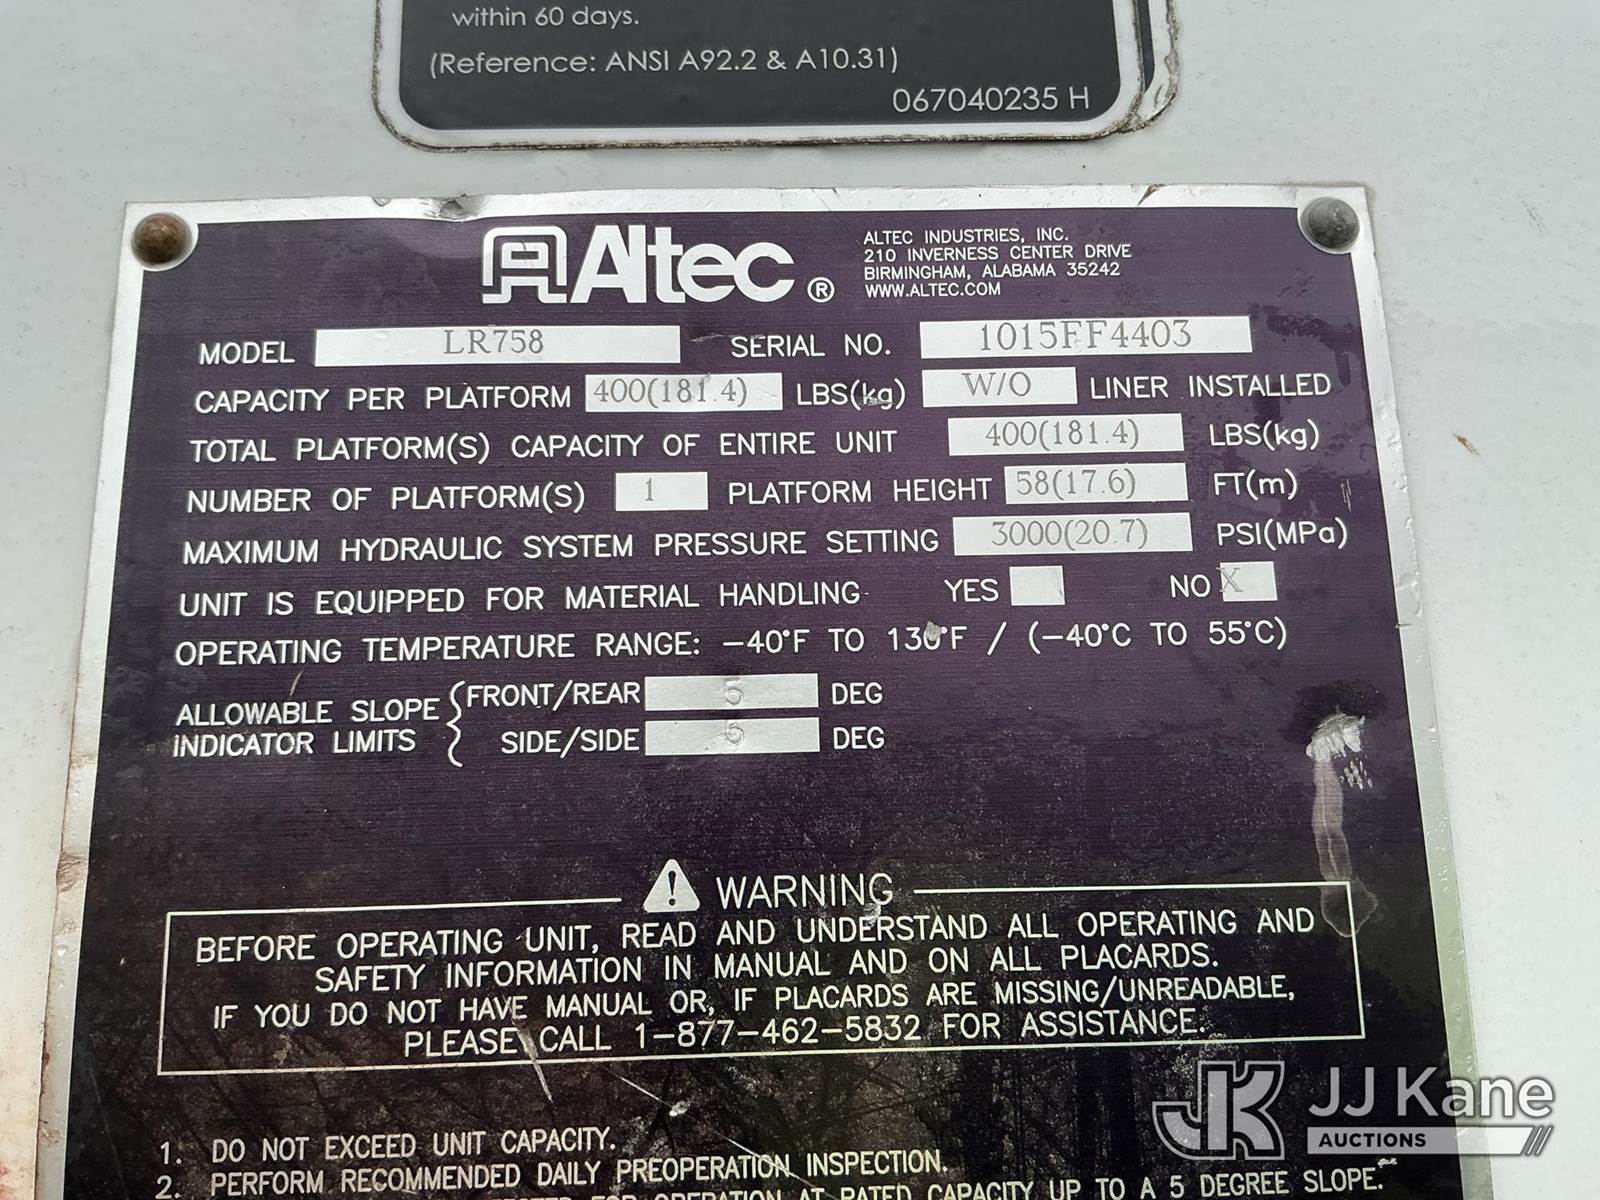 within 60 days.
(Reference: ANSI A92.2 & A10.31)
067040235 H
Altec ®
ALTEC INDUSTRIES, INC.
210 INVERNESS CENTER DRIVE
BIRMINGHAM, ALABAMA 35242
WWW.ALTEC.COM
MODEL LR758 SERIAL NO. 1015FF4403
CAPACITY PER PLATFORM 400(181.4) LBS(kg) W/O LINER INSTALLED
TOTAL PLATFORM(S) CAPACITY OF ENTIRE UNIT 400(181.4) LBS(kg)
NUMBER OF PLATFORM(S) 1 PLATFORM HEIGHT 58(17.6) FT(m)
MAXIMUM HYDRAULIC SYSTEM PRESSURE SETTING 3000(20.7) PSI(MPa)
UNIT IS EQUIPPED FOR MATERIAL HANDLING YES NO X
OPERATING TEMPERATURE RANGE: -40°F TO 130°F / (-40°C TO 55°C)
ALLOWABLE SLOPE FRONT/REAR 5 DEG
INDICATOR LIMITS SIDE/SIDE 5 DEG
WARNING
BEFORE OPERATING UNIT, READ AND UNDERSTAND ALL OPERATING AND
SAFETY INFORMATION IN MANUAL AND ON ALL PLACARDS.
IF YOU DO NOT HAVE MANUAL OR, IF PLACARDS ARE MISSING/UNREADABLE,
PLEASE CALL 1-877-462-5832 FOR ASSISTANCE.
1. DO NOT EXCEED UNIT CAPACITY.
2. PERFORM RECOMMENDED DAILY PREOPERATION INSPECTION.
FOR OPERATION AT RATED CAPACITY UP TO A 5 DEGREE SLOPE.
JK JJ Kane
AUCTIONS